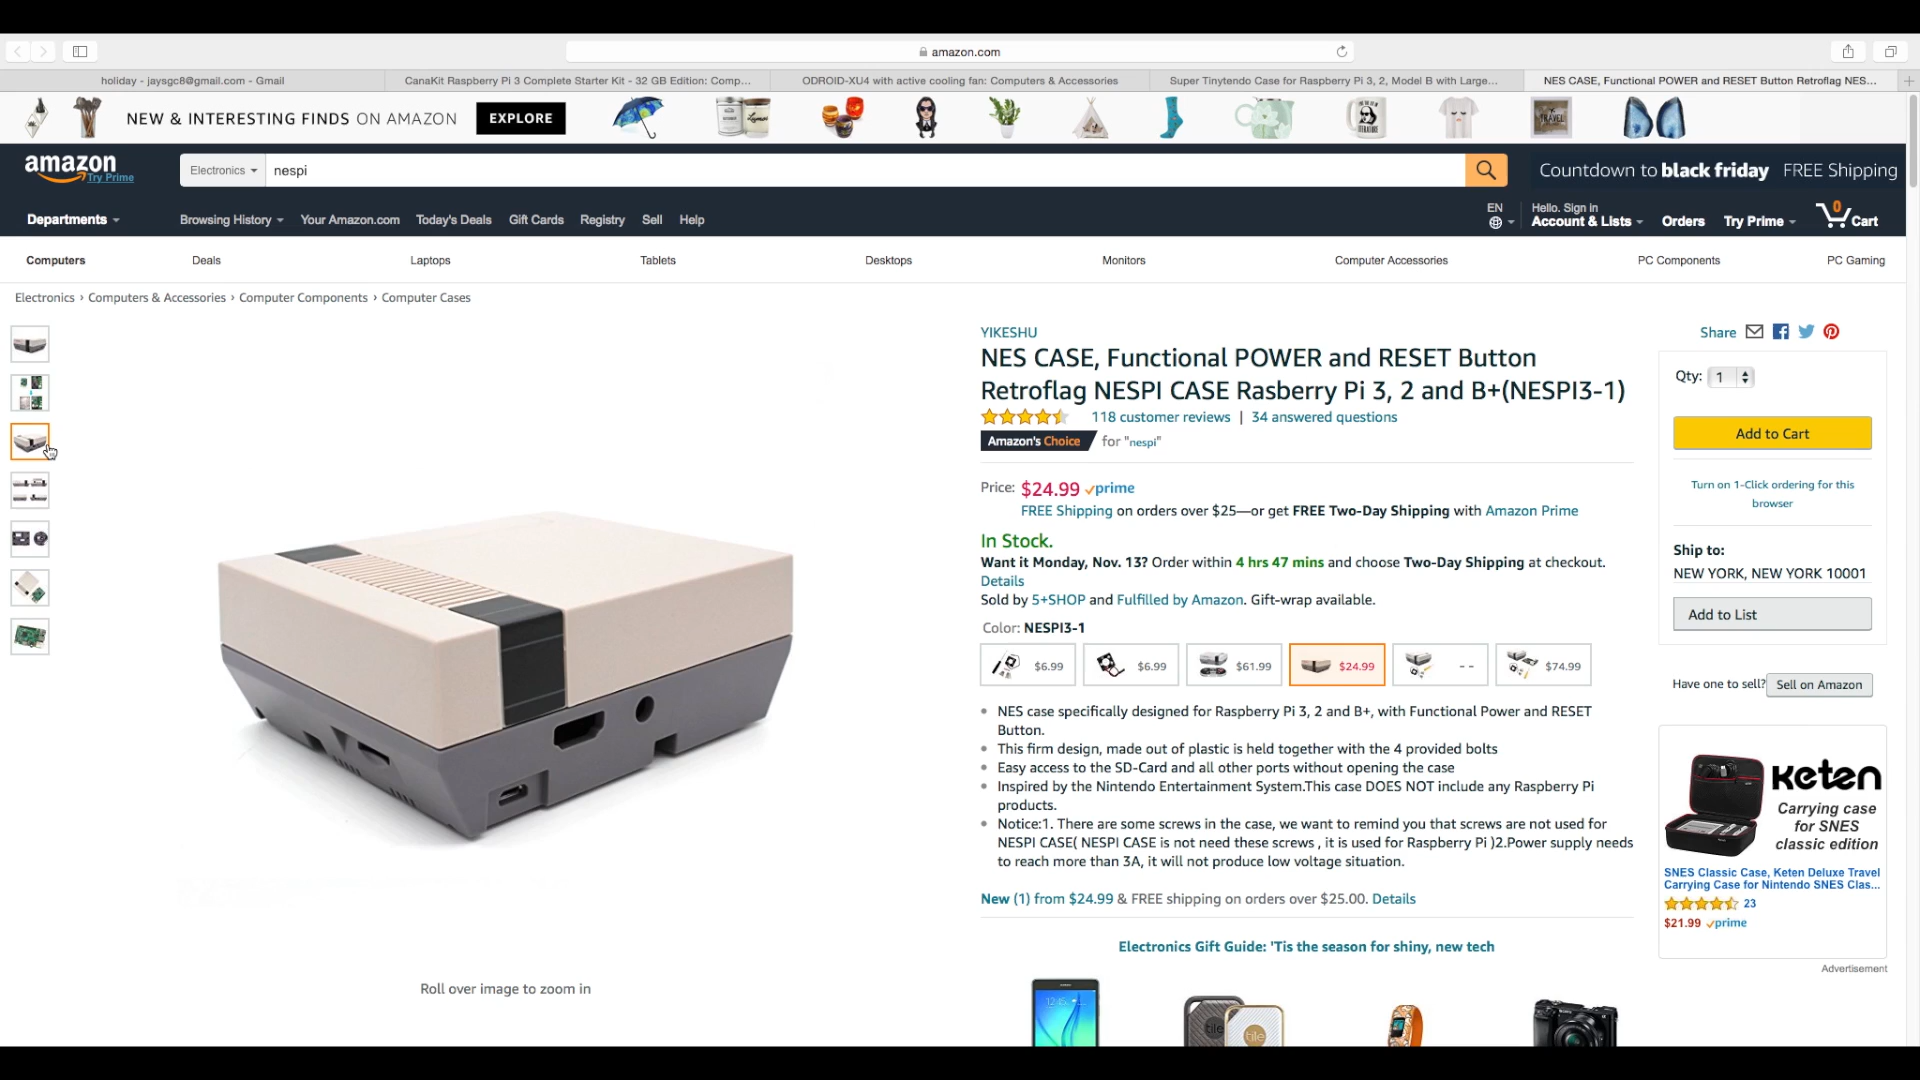 amazon.com
holiday - jaysgc8@gmail.com - Gmail
CanaKit Raspberry Pi 3 Complete Starter Kit - 32 GB Edition: Comp...
ODROID-XU4 with active cooling fan: Computers & Accessories
Super Tinytendo Case for Raspberry Pi 3, 2, Model B with Large...
NES CASE, Functional POWER and RESET Button Retroflag NES...
NEW & INTERESTING FINDS ON AMAZON
EXPLORE
TRAVEL
amazon
Try Prime
Electronics
nespi
Countdown to black friday FREE Shipping
Departments
Browsing History
Your Amazon.com
Today's Deals
Gift Cards
Registry
Sell
Help
EN
Hello. Sign in
Account & Lists
Orders
Try Prime
0
Cart
Computers
Deals
Laptops
Tablets
Desktops
Monitors
Computer Accessories
PC Components
PC Gaming
Electronics › Computers & Accessories › Computer Components › Computer Cases
YIKESHU
NES CASE, Functional POWER and RESET Button
Retroflag NESPI CASE Rasberry Pi 3, 2 and B+(NESPI3-1)
118 customer reviews | 34 answered questions
Amazon's Choice for "nespi"
Price: $24.99 prime
FREE Shipping on orders over $25—or get FREE Two-Day Shipping with Amazon Prime
In Stock.
Want it Monday, Nov. 13? Order within 4 hrs 47 mins and choose Two-Day Shipping at checkout.
Details
Sold by 5+SHOP and Fulfilled by Amazon. Gift-wrap available.
Color: NESPI3-1
$6.99
$6.99
$61.99
$24.99
- -
$74.99
• NES case specifically designed for Raspberry Pi 3, 2 and B+, with Functional Power and RESET
Button.
• This firm design, made out of plastic is held together with the 4 provided bolts
• Easy access to the SD-Card and all other ports without opening the case
• Inspired by the Nintendo Entertainment System.This case DOES NOT include any Raspberry Pi
products.
• Notice:1. There are some screws in the case, we want to remind you that screws are not used for
NESPI CASE( NESPI CASE is not need these screws , it is used for Raspberry Pi )2.Power supply needs
to reach more than 3A, it will not produce low voltage situation.
New (1) from $24.99 & FREE shipping on orders over $25.00. Details
Electronics Gift Guide: 'Tis the season for shiny, new tech
12:45
tile
tile
Roll over image to zoom in
Share
Qty: 1
Add to Cart
Turn on 1-Click ordering for this
browser
Ship to:
NEW YORK, NEW YORK 10001
Add to List
Have one to sell? Sell on Amazon
Keten
Carrying case
for SNES
classic edition
SNES Classic Case, Keten Deluxe Travel
Carrying Case for Nintendo SNES Clas...
23
$21.99 prime
Advertisement